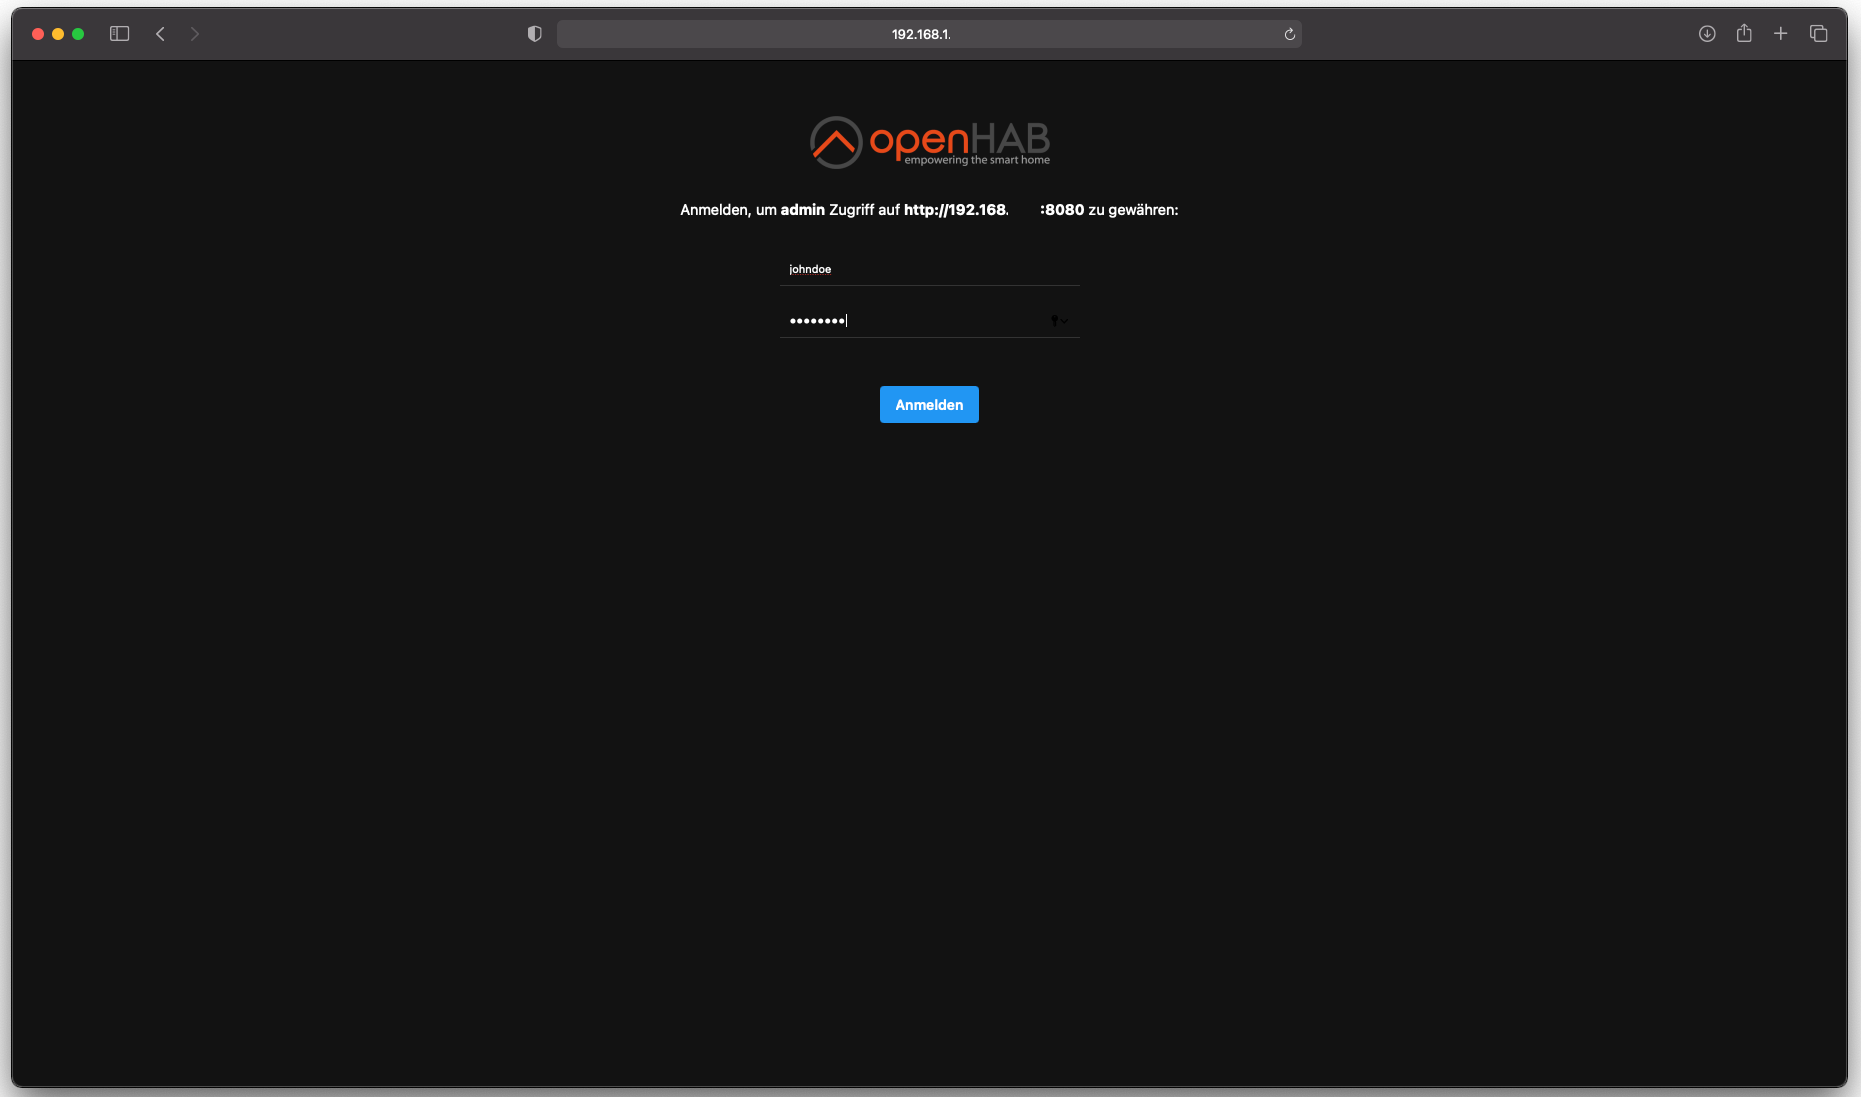 192.168.1.
openHAB
empowering the smart home
Anmelden, um admin Zugriff auf http://192.168. :8080 zu gewähren:
johndoe
••••••••
Anmelden